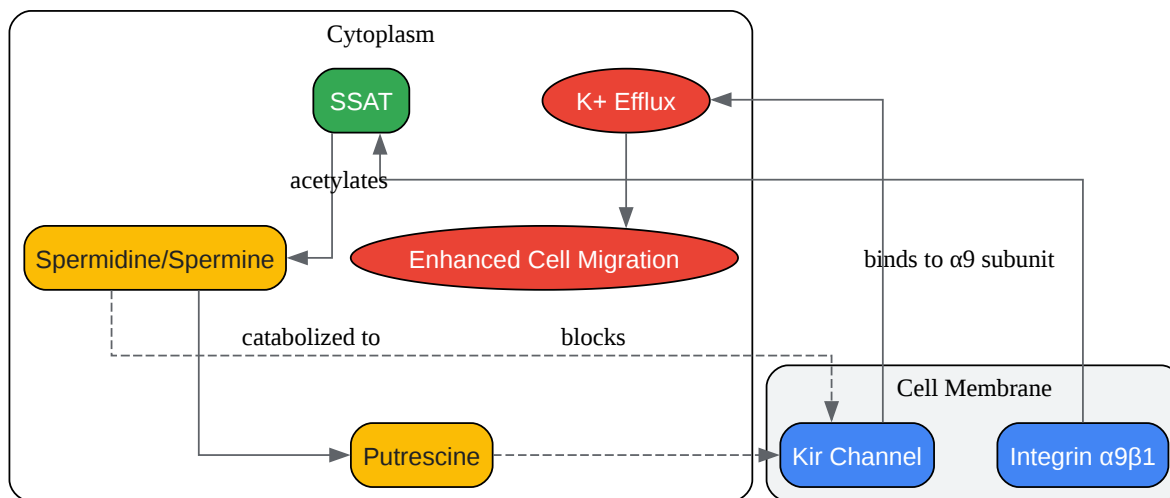 Cytoplasm
SSAT
K+ Efflux
acetylates
Spermidine/Spermine
Enhanced Cell Migration
binds to α9 subunit
catabolized to
blocks
Cell Membrane
Putrescine
Kir Channel
Integrin α9β1